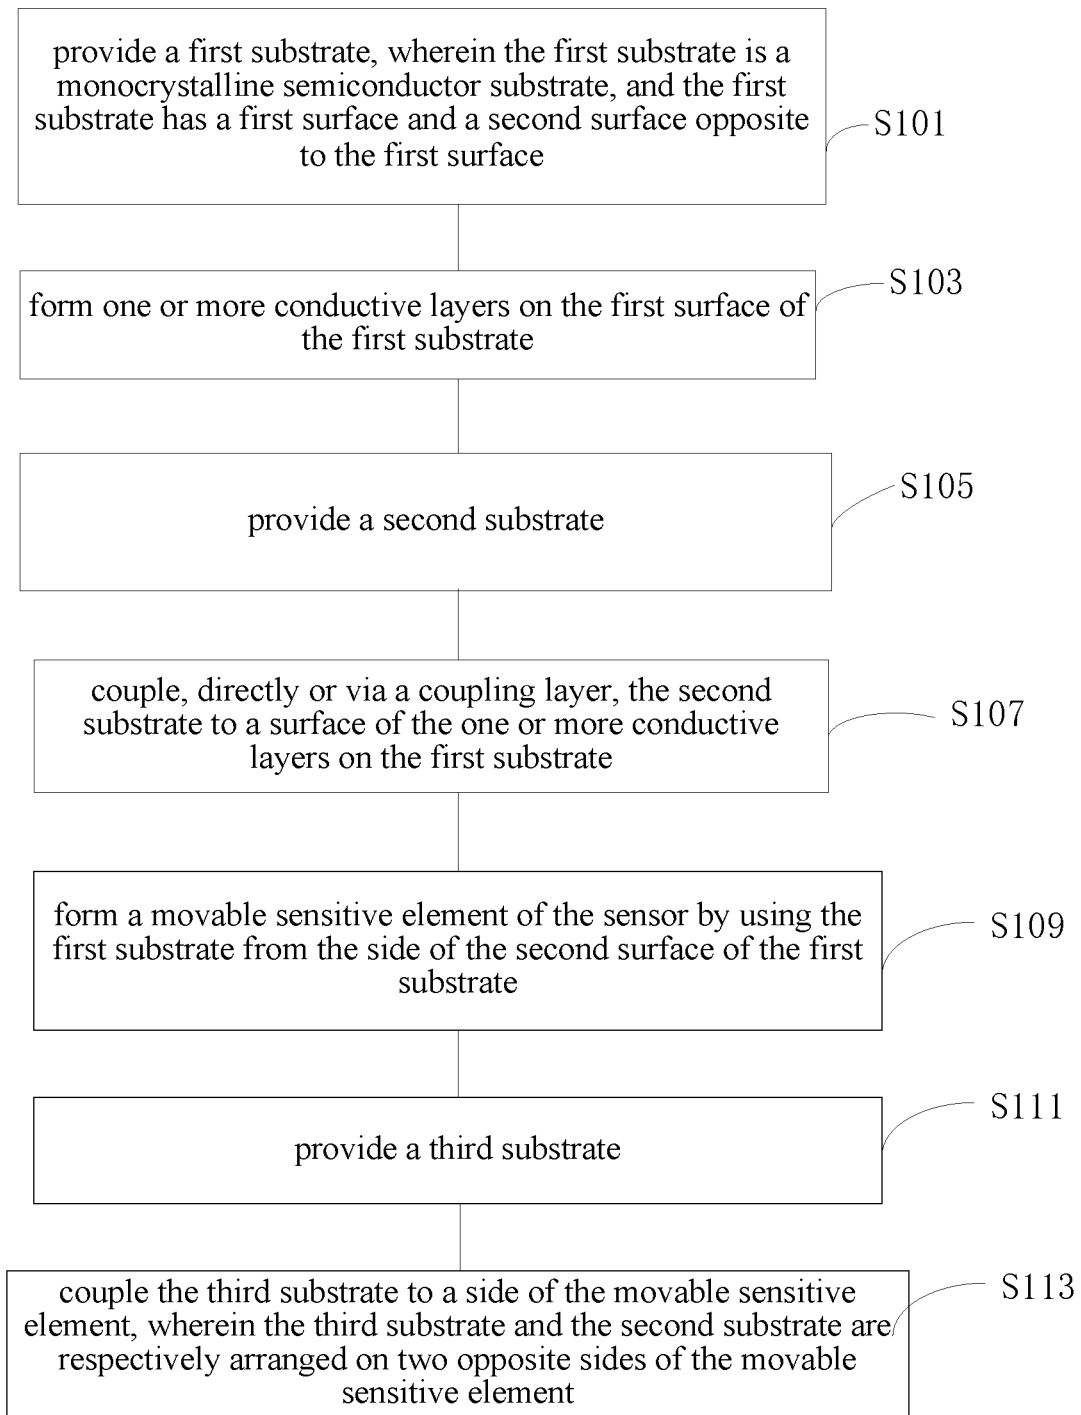 provide a first substrate, wherein the first substrate is a
monocrystalline semiconductor substrate, and the first
substrate has a first surface and a second surface opposite
to the first surface
S101
form one or more conductive layers on the first surface of
the first substrate
S103
provide a second substrate
S105
couple, directly or via a coupling layer, the second
substrate to a surface of the one or more conductive
layers on the first substrate
S107
form a movable sensitive element of the sensor by using the
first substrate from the side of the second surface of the first
substrate
S109
provide a third substrate
S111
couple the third substrate to a side of the movable sensitive
element, wherein the third substrate and the second substrate are
respectively arranged on two opposite sides of the movable
sensitive element
S113